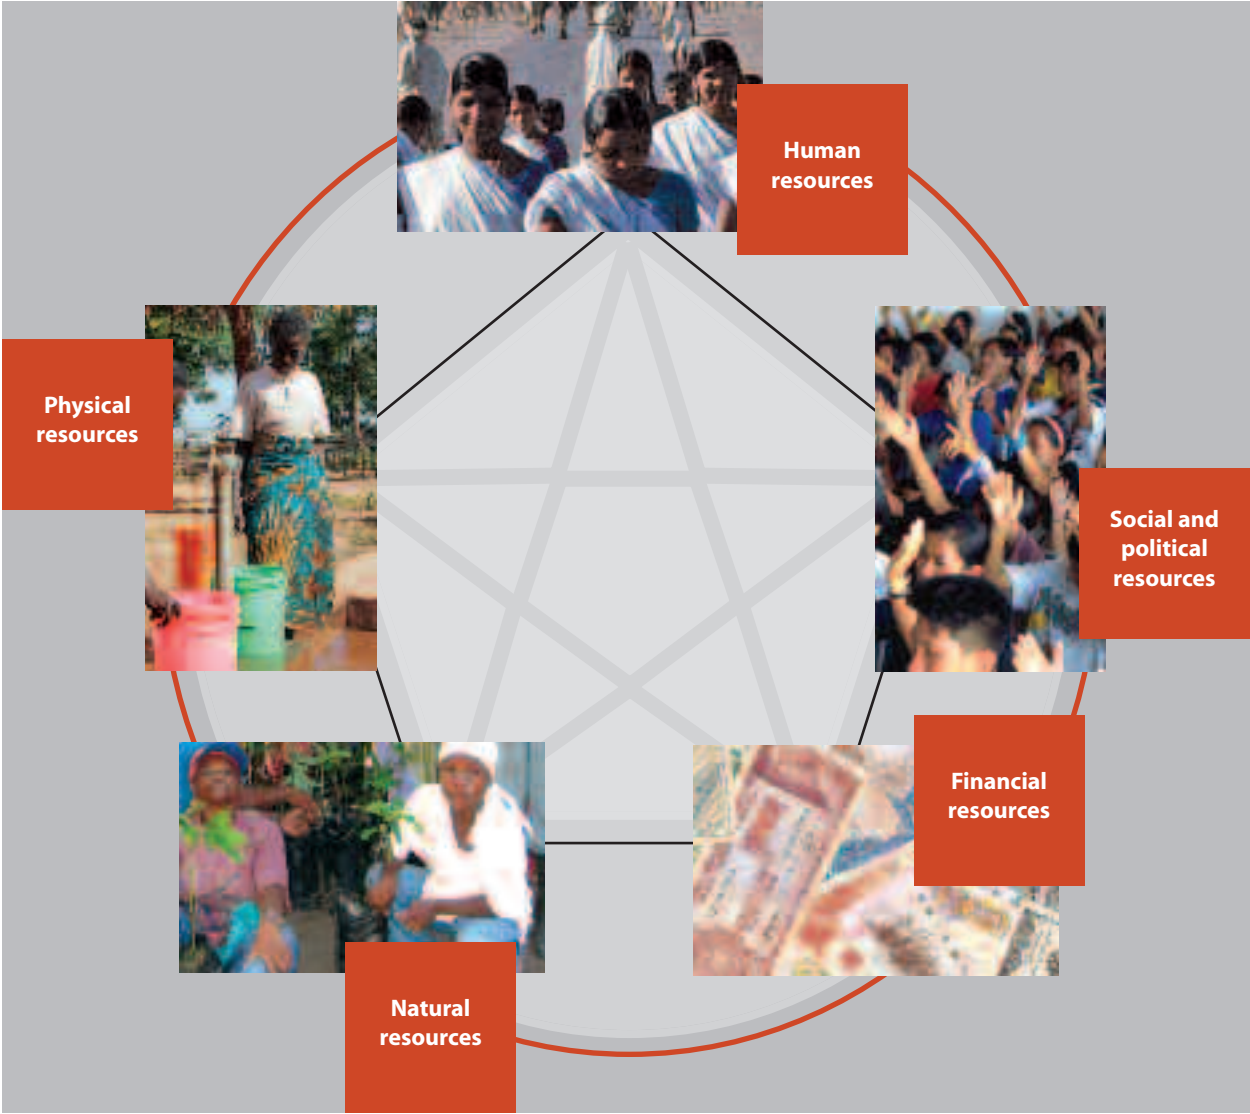 Human
resources
Physical
resources
Social and
political
resources
Financial
resources
Natural
resources